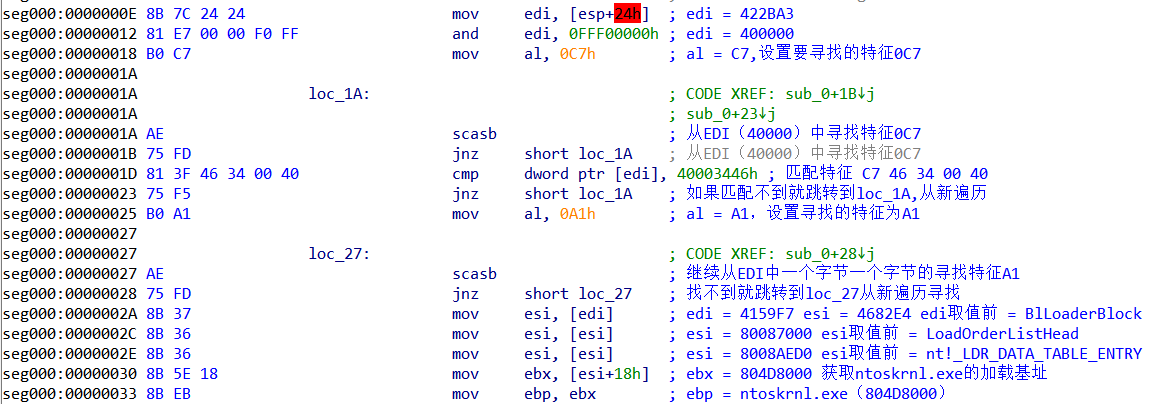 seg000:0000000E 8B 7C 24 24 mov edi, [esp+24h] ; edi = 422BA3
seg000:00000012 81 E7 00 00 F0 FF and edi, 0FFF00000h ; edi = 400000
seg000:00000018 B0 C7 mov al, 0C7h ; al = C7,设置要寻找的特征0C7
seg000:0000001A
seg000:0000001A loc_1A: ; CODE XREF: sub_0+1B↓j
seg000:0000001A ; sub_0+23↓j
seg000:0000001A AE scasb ; 从EDI（40000）中寻找特征0C7
seg000:0000001B 75 FD jnz short loc_1A ; 从EDI（40000）中寻找特征0C7
seg000:0000001D 81 3F 46 34 00 40 cmp dword ptr [edi], 40003446h ; 匹配特征 C7 46 34 00 40
seg000:00000023 75 F5 jnz short loc_1A ; 如果匹配不到就跳转到loc_1A,从新遍历
seg000:00000025 B0 A1 mov al, 0A1h ; al = A1，设置寻找的特征为A1
seg000:00000027
seg000:00000027 loc_27: ; CODE XREF: sub_0+28↓j
seg000:00000027 AE scasb ; 继续从EDI中一个字节一个字节的寻找特征A1
seg000:00000028 75 FD jnz short loc_27 ; 找不到就跳转到loc_27从新遍历寻找
seg000:0000002A 8B 37 mov esi, [edi] ; edi = 4159F7 esi = 4682E4 edi取值前 = BlLoaderBlock
seg000:0000002C 8B 36 mov esi, [esi] ; esi = 80087000 esi取值前 = LoadOrderListHead
seg000:0000002E 8B 36 mov esi, [esi] ; esi = 8008AED0 esi取值前 = nt!_LDR_DATA_TABLE_ENTRY
seg000:00000030 8B 5E 18 mov ebx, [esi+18h] ; ebx = 804D8000 获取ntoskrnl.exe的加载基址
seg000:00000033 8B EB mov ebp, ebx ; ebp = ntoskrnl.exe（804D8000）